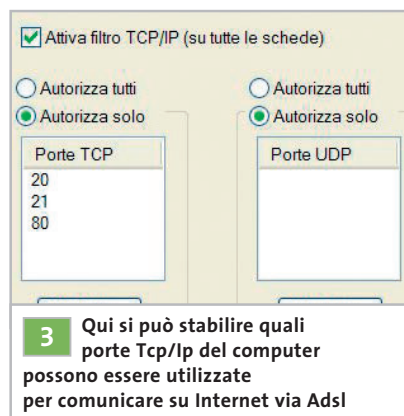 Attiva filtro TCP/IP (su tutte le schede)
Autorizza tutti
Autorizza solo
Porte TCP
20
21
80
Autorizza tutti
Autorizza solo
Porte UDP
3 Qui si può stabilire quali
porte Tcp/Ip del computer
possono essere utilizzate
per comunicare su Internet via Adsl